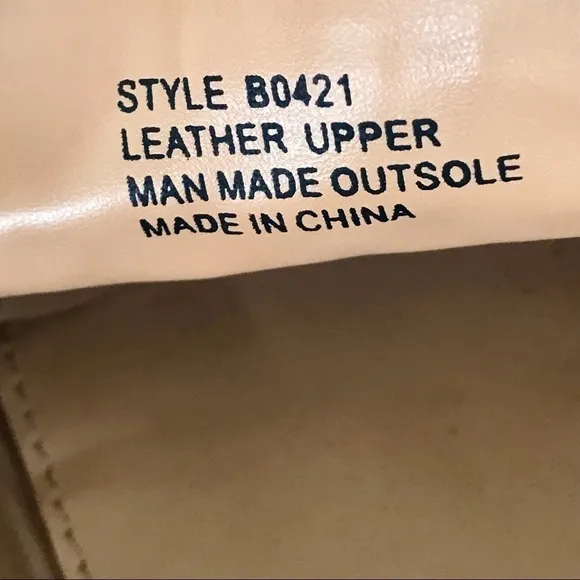 STYLE B0421
LEATHER UPPER
MAN MADE OUTSOLE
MADE IN CHINA